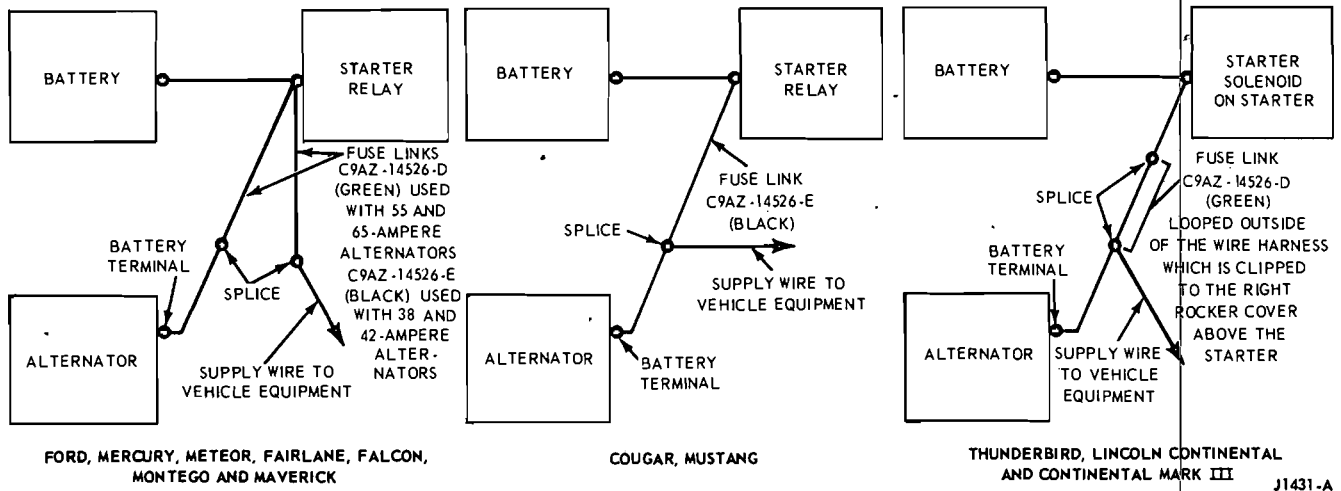 BATTERY
STARTER
RELAY
FUSE LINKS
C9AZ-14526-D
(GREEN) USED
WITH 55 AND
65-AMPERE
ALTERNATORS
C9AZ-14526-E
(BLACK) USED
WITH 38 AND
42-AMPERE
ALTER-
NATORS
BATTERY
TERMINAL
SPLICE
ALTERNATOR
SUPPLY WIRE TO
VEHICLE EQUIPMENT
FORD, MERCURY, METEOR, FAIRLANE, FALCON,
MONTEGO AND MAVERICK
BATTERY
STARTER
RELAY
FUSE LINK
C9AZ-14526-E
(BLACK)
SPLICE
SUPPLY WIRE TO
VEHICLE EQUIPMENT
ALTERNATOR
BATTERY
TERMINAL
COUGAR, MUSTANG
BATTERY
STARTER
SOLENOID
ON STARTER
FUSE LINK
C9AZ-14526-D
(GREEN)
LOOPED OUTSIDE
OF THE WIRE HARNESS
WHICH IS CLIPPED
TO THE RIGHT
ROCKER COVER
ABOVE THE
STARTER
SPLICE
BATTERY
TERMINAL
ALTERNATOR
SUPPLY WIRE
TO VEHICLE
EQUIPMENT
THUNDERBIRD, LINCOLN CONTINENTAL
AND CONTINENTAL MARK III
J1431-A